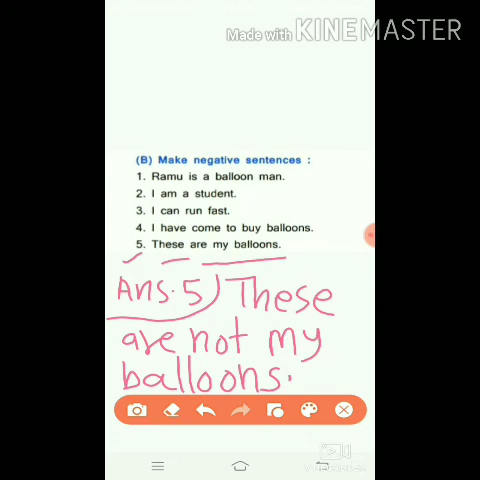 Made with KINEMASTER
(B) Make negative sentences :
1. Ramu is a balloon man.
2. I am a student.
3. I can run fast.
4. I have come to buy balloons.
5. These are my balloons.
Ans. 5) These
are not my
balloons.